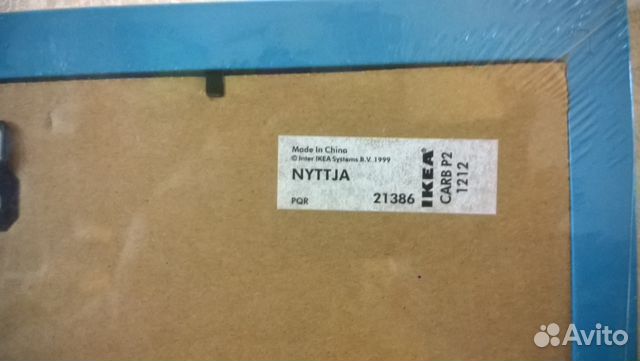 Made In China
© Inter IKEA Systems B.V. 1999
NYTTJA
PQR 21386
IKEA
CARB P2
1212
Avito